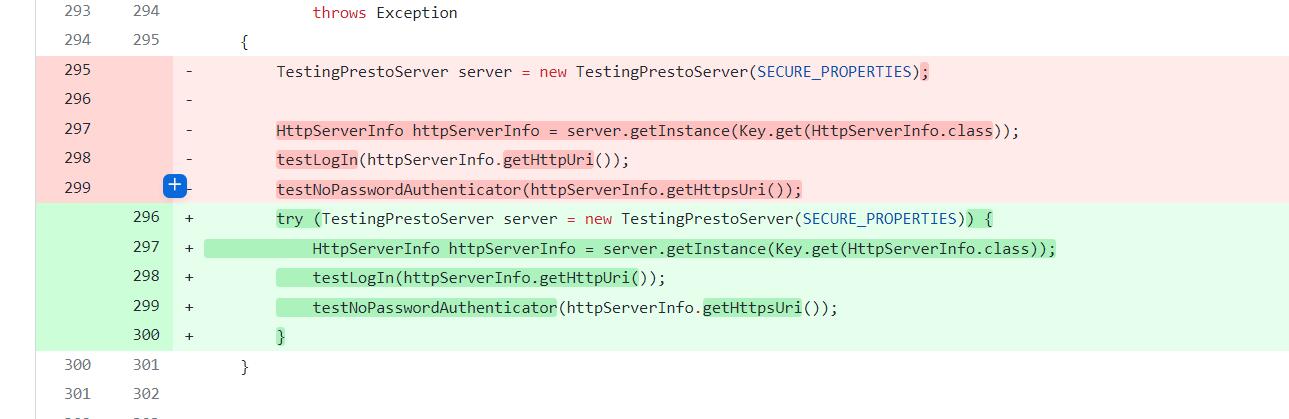 293 294 throws Exception
294 295 {
295 - TestingPrestoServer server = new TestingPrestoServer(SECURE_PROPERTIES);
296 -
297 - HttpServerInfo httpServerInfo = server.getInstance(Key.get(HttpServerInfo.class));
298 - testLogIn(httpServerInfo.getHttpUri());
299 - testNoPasswordAuthenticator(httpServerInfo.getHttpsUri());
296 + try (TestingPrestoServer server = new TestingPrestoServer(SECURE_PROPERTIES)) {
297 + HttpServerInfo httpServerInfo = server.getInstance(Key.get(HttpServerInfo.class));
298 + testLogIn(httpServerInfo.getHttpUri());
299 + testNoPasswordAuthenticator(httpServerInfo.getHttpsUri());
300 + }
300 301 }
301 302